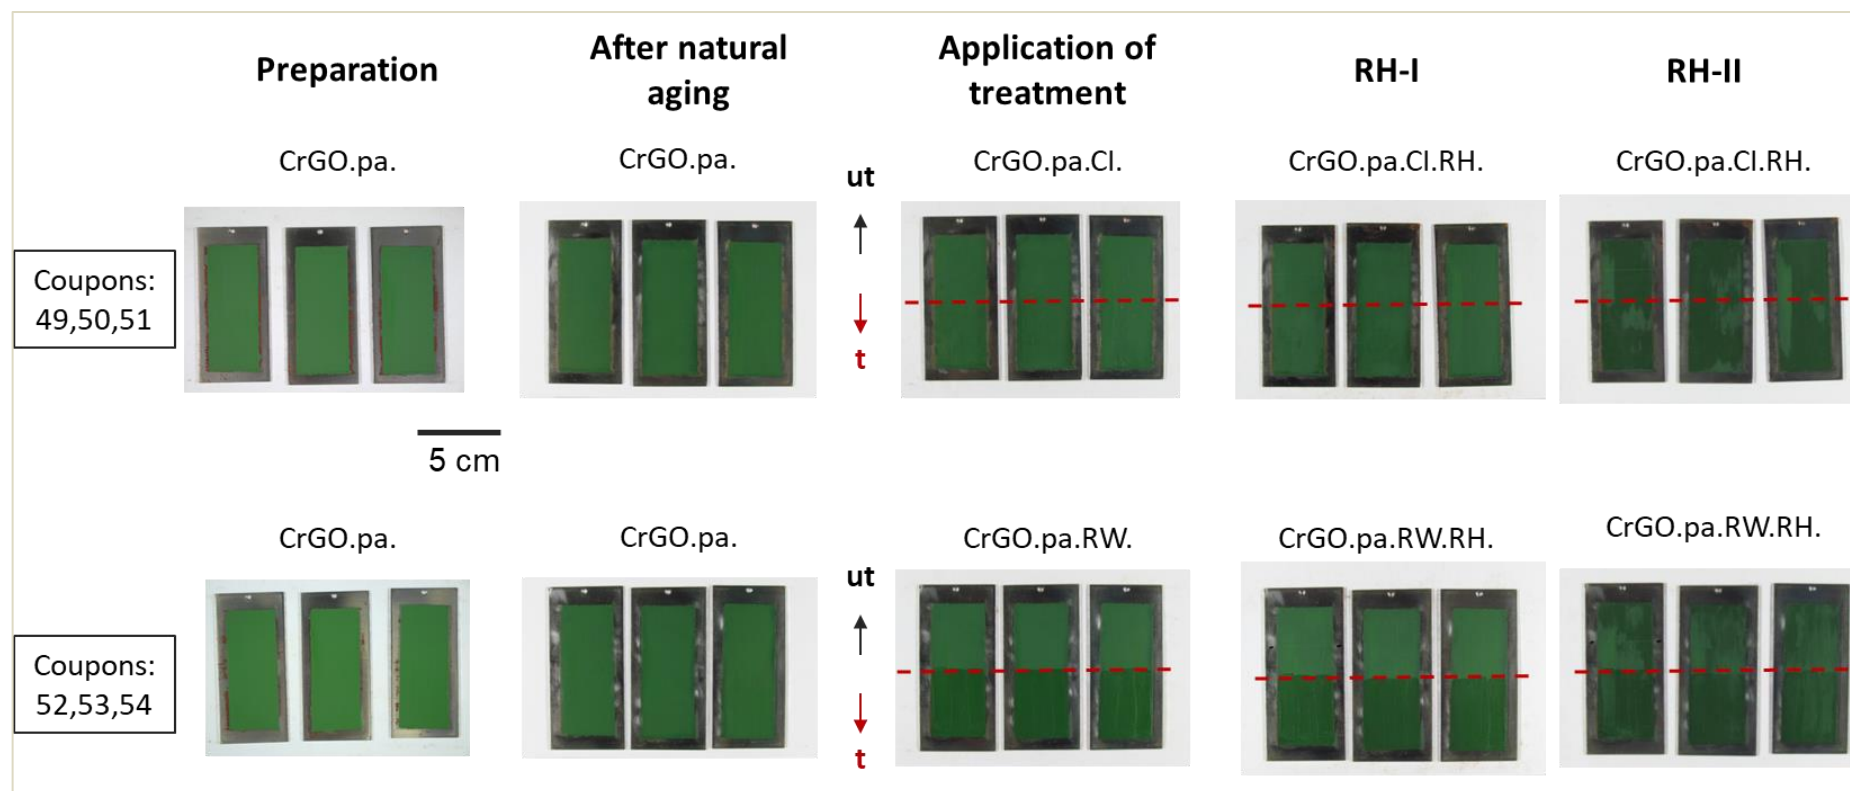 Preparation
After natural
aging
Application of
treatment
RH-I
RH-II
CrGO.pa.
CrGO.pa.
CrGO.pa.Cl.
CrGO.pa.Cl.RH.
CrGO.pa.Cl.RH.
ut
Coupons:
49,50,51
t
5 cm
CrGO.pa.
CrGO.pa.
CrGO.pa.RW.
CrGO.pa.RW.RH.
CrGO.pa.RW.RH.
ut
Coupons:
52,53,54
t